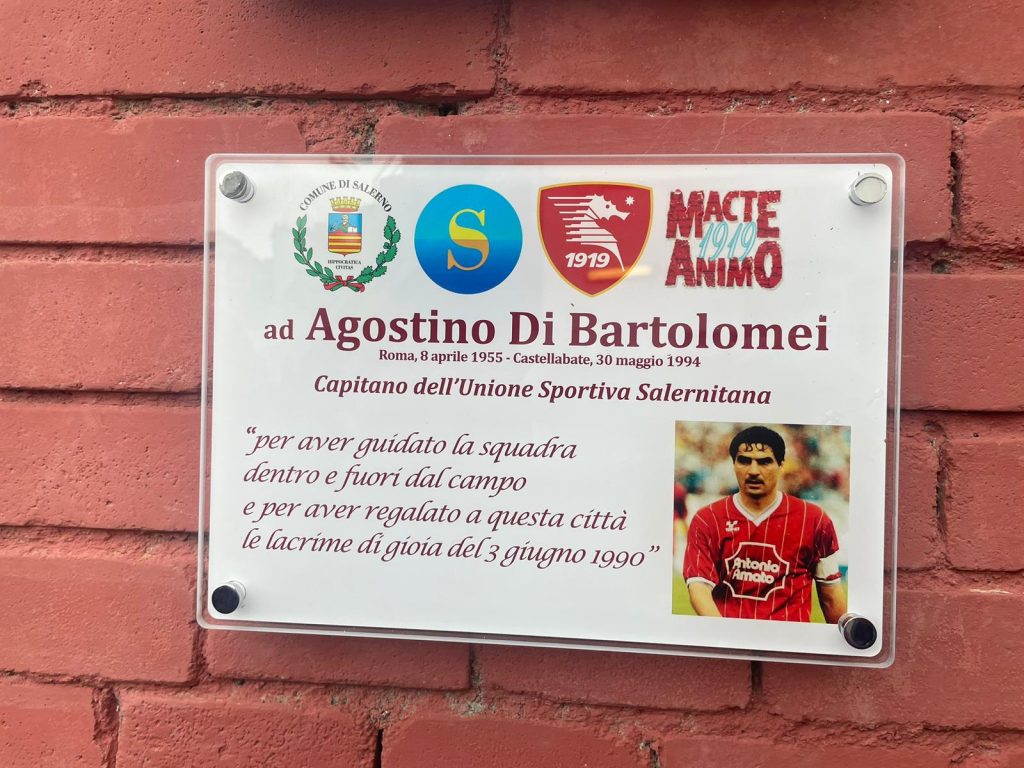 COMUNE DI SALERNO
HIPPOCRATICA
CIVITAS
S
1919
MACTE
1919
ANIMO
ad Agostino Di Bartolomei
Roma, 8 aprile 1955 - Castellabate, 30 maggio 1994
Capitano dell'Unione Sportiva Salernitana
“per aver guidato la squadra
dentro e fuori dal campo
e per aver regalato a questa città
le lacrime di gioia del 3 giugno 1990”
Antonio
Amato